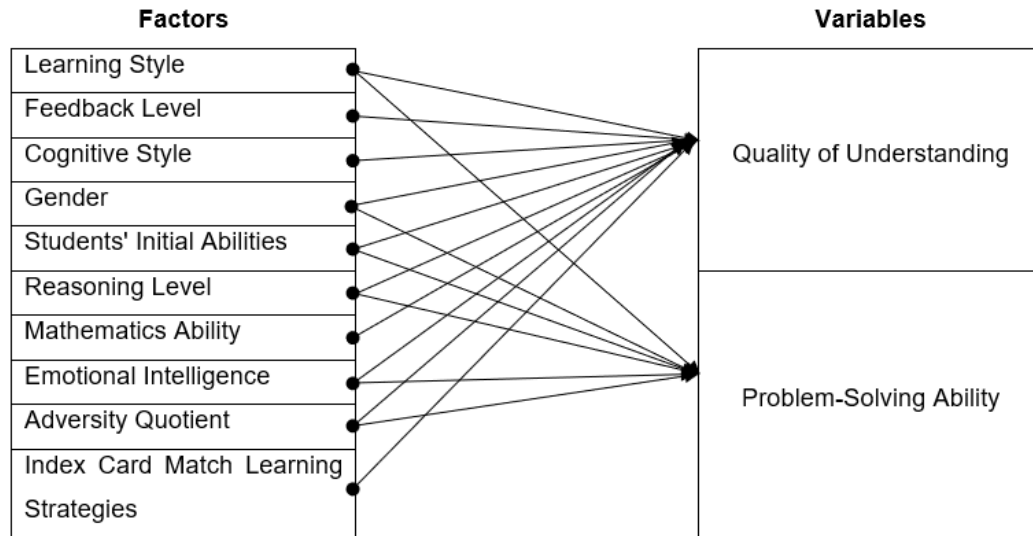 Factors
Variables
Learning Style
Feedback Level
Cognitive Style
Gender
Students' Initial Abilities
Reasoning Level
Mathematics Ability
Emotional Intelligence
Adversity Quotient
Index Card Match Learning
Strategies
Quality of Understanding
Problem-Solving Ability